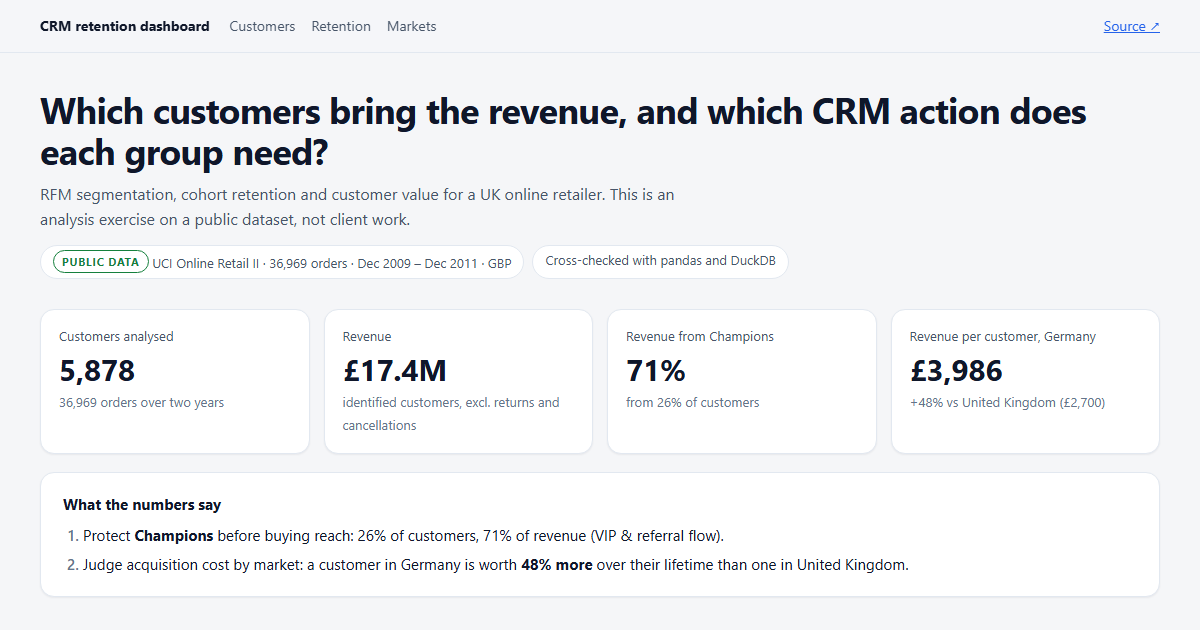 CRM retention dashboard Customers Retention Markets Source ↗
Which customers bring the revenue, and which CRM action does
each group need?
RFM segmentation, cohort retention and customer value for a UK online retailer. This is an
analysis exercise on a public dataset, not client work.
PUBLIC DATA UCI Online Retail II · 36,969 orders · Dec 2009 – Dec 2011 · GBP
Cross-checked with pandas and DuckDB
Customers analysed
5,878
36,969 orders over two years
Revenue
£17.4M
identified customers, excl. returns and
cancellations
Revenue from Champions
71%
from 26% of customers
Revenue per customer, Germany
£3,986
+48% vs United Kingdom (£2,700)
What the numbers say
1. Protect Champions before buying reach: 26% of customers, 71% of revenue (VIP & referral flow).
2. Judge acquisition cost by market: a customer in Germany is worth 48% more over their lifetime than one in United Kingdom.